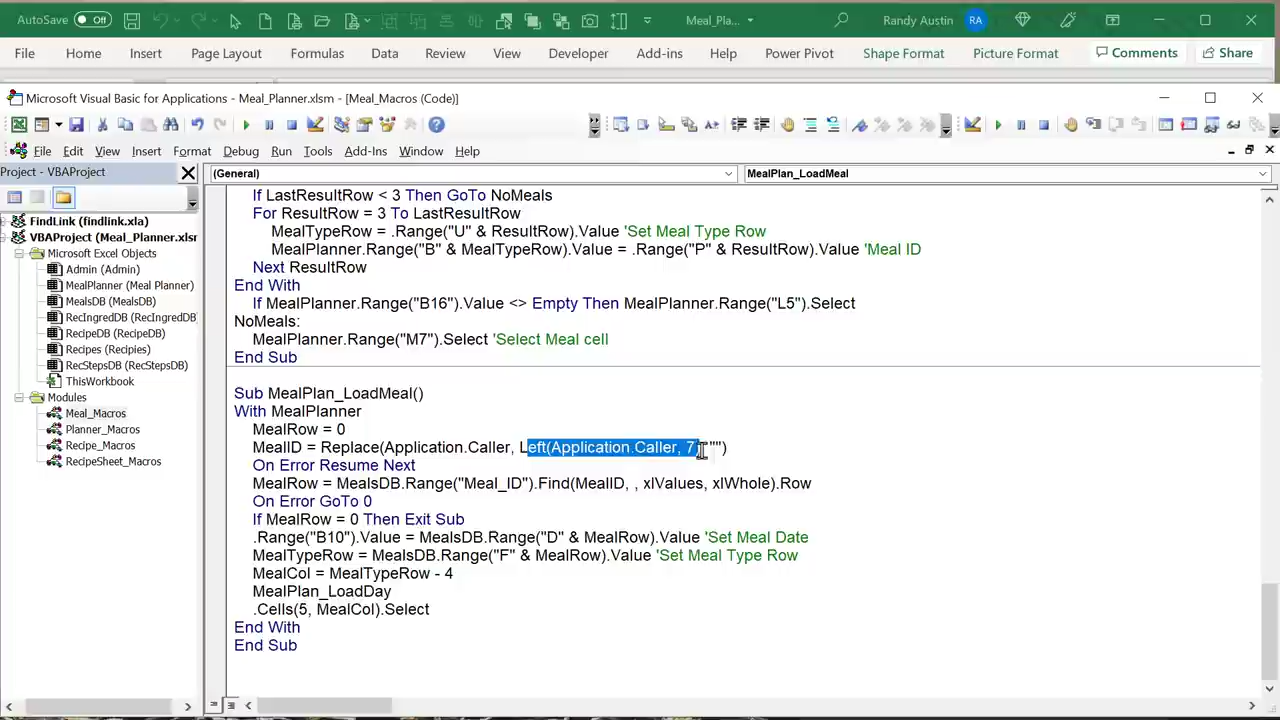 AutoSave Off Meal_Pla... Randy Austin RA
File Home Insert Page Layout Formulas Data Review View Developer Add-ins Help Power Pivot Shape Format Picture Format Comments Share
Microsoft Visual Basic for Applications - Meal_Planner.xlsm - [Meal_Macros (Code)]
File Edit View Insert Format Debug Run Tools Add-Ins Window Help
Project - VBAProject
(General) MealPlan_LoadMeal
FindLink (findlink.xla)
VBAProject (Meal_Planner.xlsr
Microsoft Excel Objects
Admin (Admin)
MealPlanner (Meal Planner)
MealsDB (MealsDB)
RecIngredDB (RecIngredDB
RecipeDB (RecipeDB)
Recipes (Recipies)
RecStepsDB (RecStepsDB)
ThisWorkbook
Modules
Meal_Macros
Planner_Macros
Recipe_Macros
RecipeSheet_Macros
If LastResultRow < 3 Then GoTo NoMeals
For ResultRow = 3 To LastResultRow
MealTypeRow = .Range("U" & ResultRow).Value 'Set Meal Type Row
MealPlanner.Range("B" & MealTypeRow).Value = .Range("P" & ResultRow).Value 'Meal ID
Next ResultRow
End With
If MealPlanner.Range("B16").Value <> Empty Then MealPlanner.Range("L5").Select
NoMeals:
MealPlanner.Range("M7").Select 'Select Meal cell
End Sub
Sub MealPlan_LoadMeal()
With MealPlanner
MealRow = 0
MealID = Replace(Application.Caller, Left(Application.Caller, 7), "")
On Error Resume Next
MealRow = MealsDB.Range("Meal_ID").Find(MealID, , xlValues, xlWhole).Row
On Error GoTo 0
If MealRow = 0 Then Exit Sub
.Range("B10").Value = MealsDB.Range("D" & MealRow).Value 'Set Meal Date
MealTypeRow = MealsDB.Range("F" & MealRow).Value 'Set Meal Type Row
MealCol = MealTypeRow - 4
MealPlan_LoadDay
.Cells(5, MealCol).Select
End With
End Sub